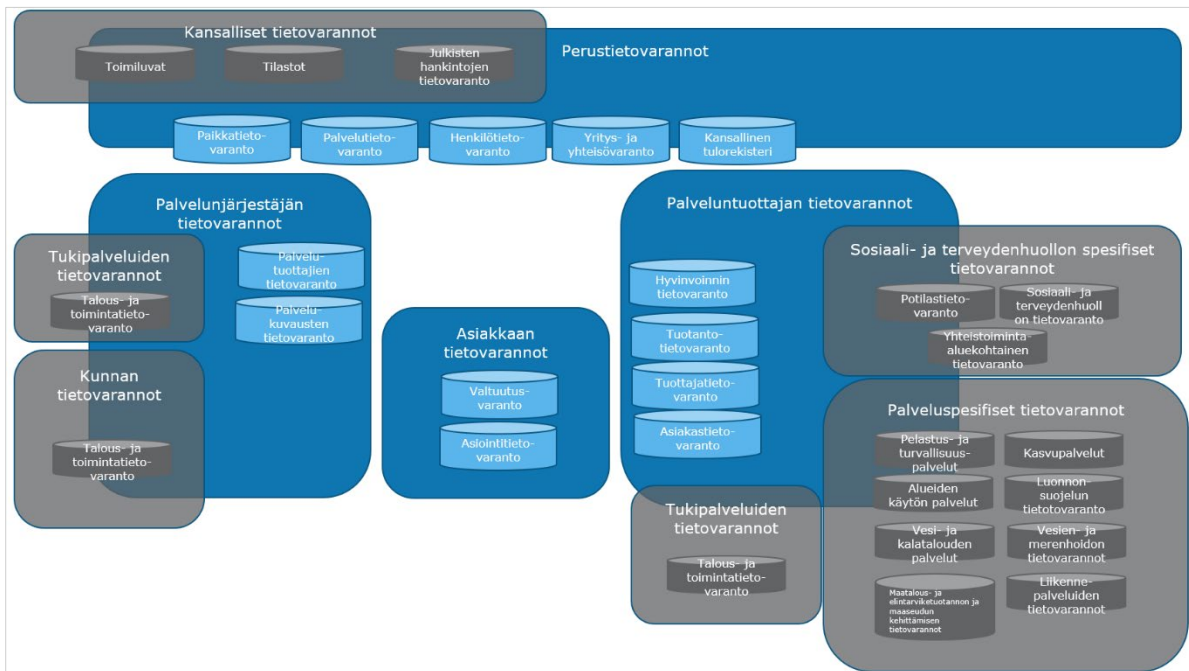 Kansalliset tietovarannot
Toimiluvat
Tilastot
Julkisten
hankintojen
tietovaranto
Perustietovarannot
Paikkatieto-
varanto
Palvelutieto-
varanto
Henkilötieto-
varanto
Yritys- ja
yhteisövaranto
Kansallinen
tulorekisteri
Palvelunjärjestäjän
tietovarannot
Palvelu-
tuottajien
tietovaranto
Palvelu-
kuvausten
tietovaranto
Tukipalveluiden
tietovarannot
Talous- ja
toimintatieto-
varanto
Kunnan
tietovarannot
Talous- ja
toimintatieto-
varanto
Asiakkaan
tietovarannot
Valtuutus-
varanto
Asiointitieto-
varanto
Palveluntuottajan tietovarannot
Hyvinvoinnin
tietovaranto
Tuotanto-
tietovaranto
Tuottajatieto-
varanto
Asiakastieto-
varanto
Tukipalveluiden
tietovarannot
Talous- ja
toimintatieto-
varanto
Sosiaali- ja terveydenhuollon spesifiset
tietovarannot
Potilastieto-
varanto
Sosiaali- ja
terveydenhuoll
on tietovaranto
Yhteistoiminta-
aluekohtainen
tietovaranto
Palveluspesifiset tietovarannot
Pelastus- ja
turvallisuus-
palvelut
Kasvupalvelut
Alueiden
käytön palvelut
Luonnon-
suojelun
tietotovaranto
Vesi- ja
kalatalouden
palvelut
Vesien- ja
merenhoidon
tietovarannot
Maatalous- ja
elintarviketuotannon ja
maaseudun
kehittämisen
tietovarannot
Liikenne-
palveluiden
tietovarannot